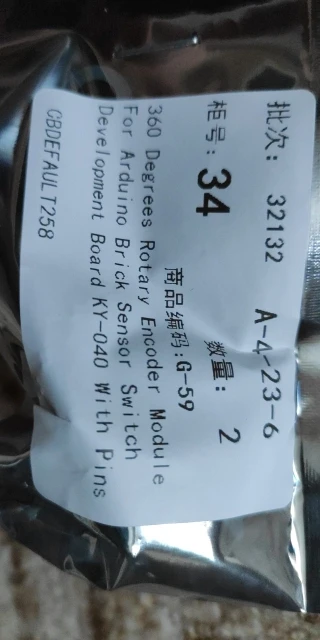 批次: 32132 A-4-23-6
柜号: 34 数量: 2
商品编码:G-59
360 Degrees Rotary Encoder Module
For Arduino Brick Sensor Switch
Development Board KY-040 With Pins
CBDEFAULT258